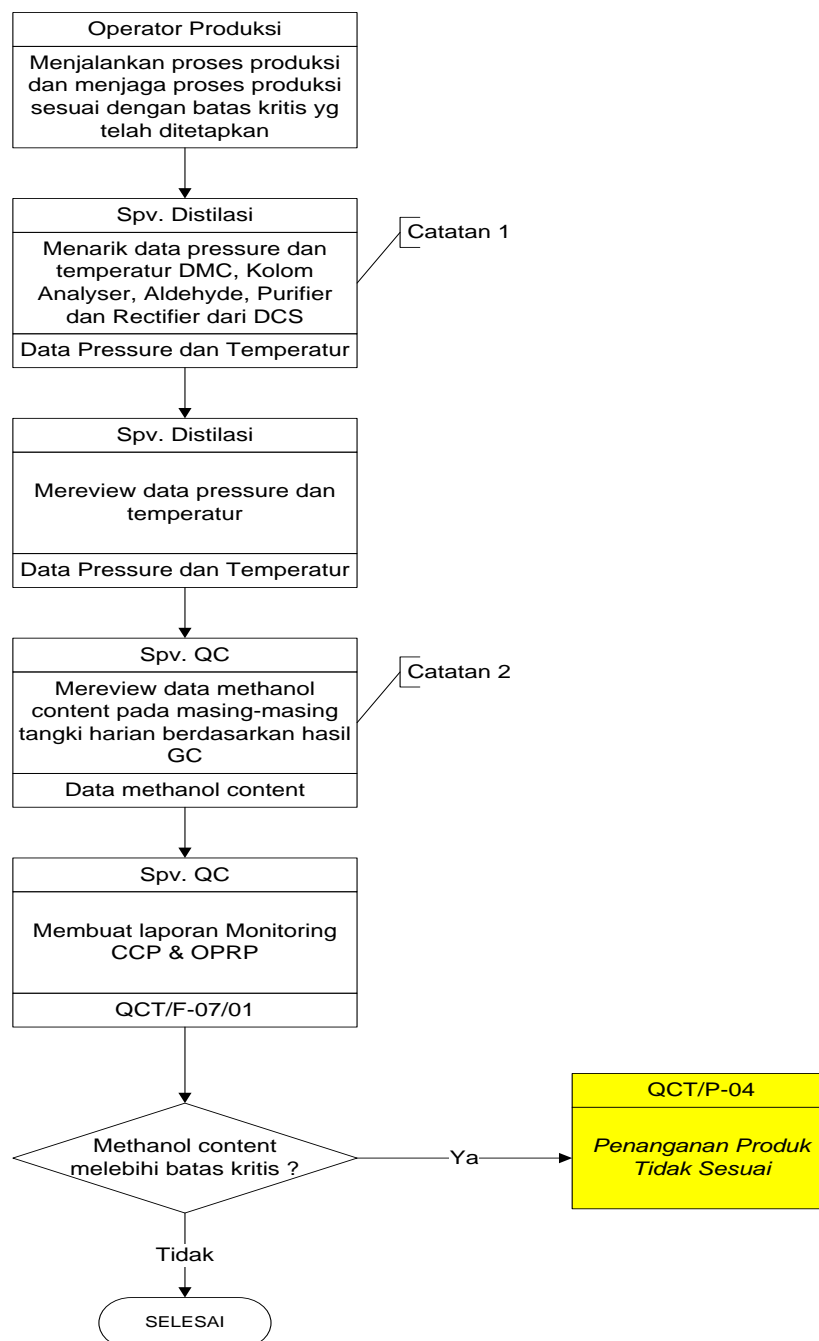 Operator Produksi
Menjalankan proses produksi
dan menjaga proses produksi
sesuai dengan batas kritis yg
telah ditetapkan
Spv. Distilasi
Menarik data pressure dan
temperatur DMC, Kolom
Analyser, Aldehyde, Purifier
dan Rectifier dari DCS
Data Pressure dan Temperatur
Catatan 1
Spv. Distilasi
Mereview data pressure dan
temperatur
Data Pressure dan Temperatur
Spv. QC
Mereview data methanol
content pada masing-masing
tangki harian berdasarkan hasil
GC
Data methanol content
Catatan 2
Spv. QC
Membuat laporan Monitoring
CCP & OPRP
QCT/F-07/01
Methanol content
melebihi batas kritis ?
Ya
QCT/P-04
Penanganan Produk
Tidak Sesuai
Tidak
SELESAI